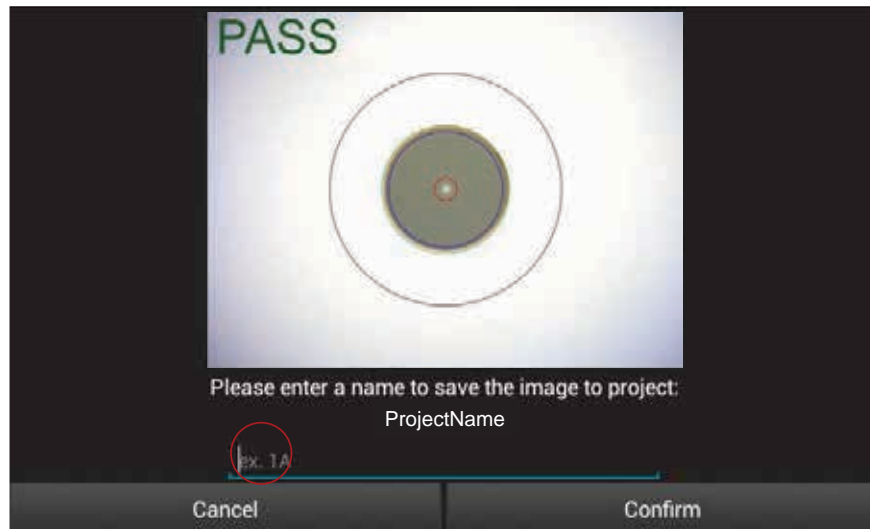 PASS
Please enter a name to save the image to project:
ProjectName
ex. 1A
Cancel Confirm